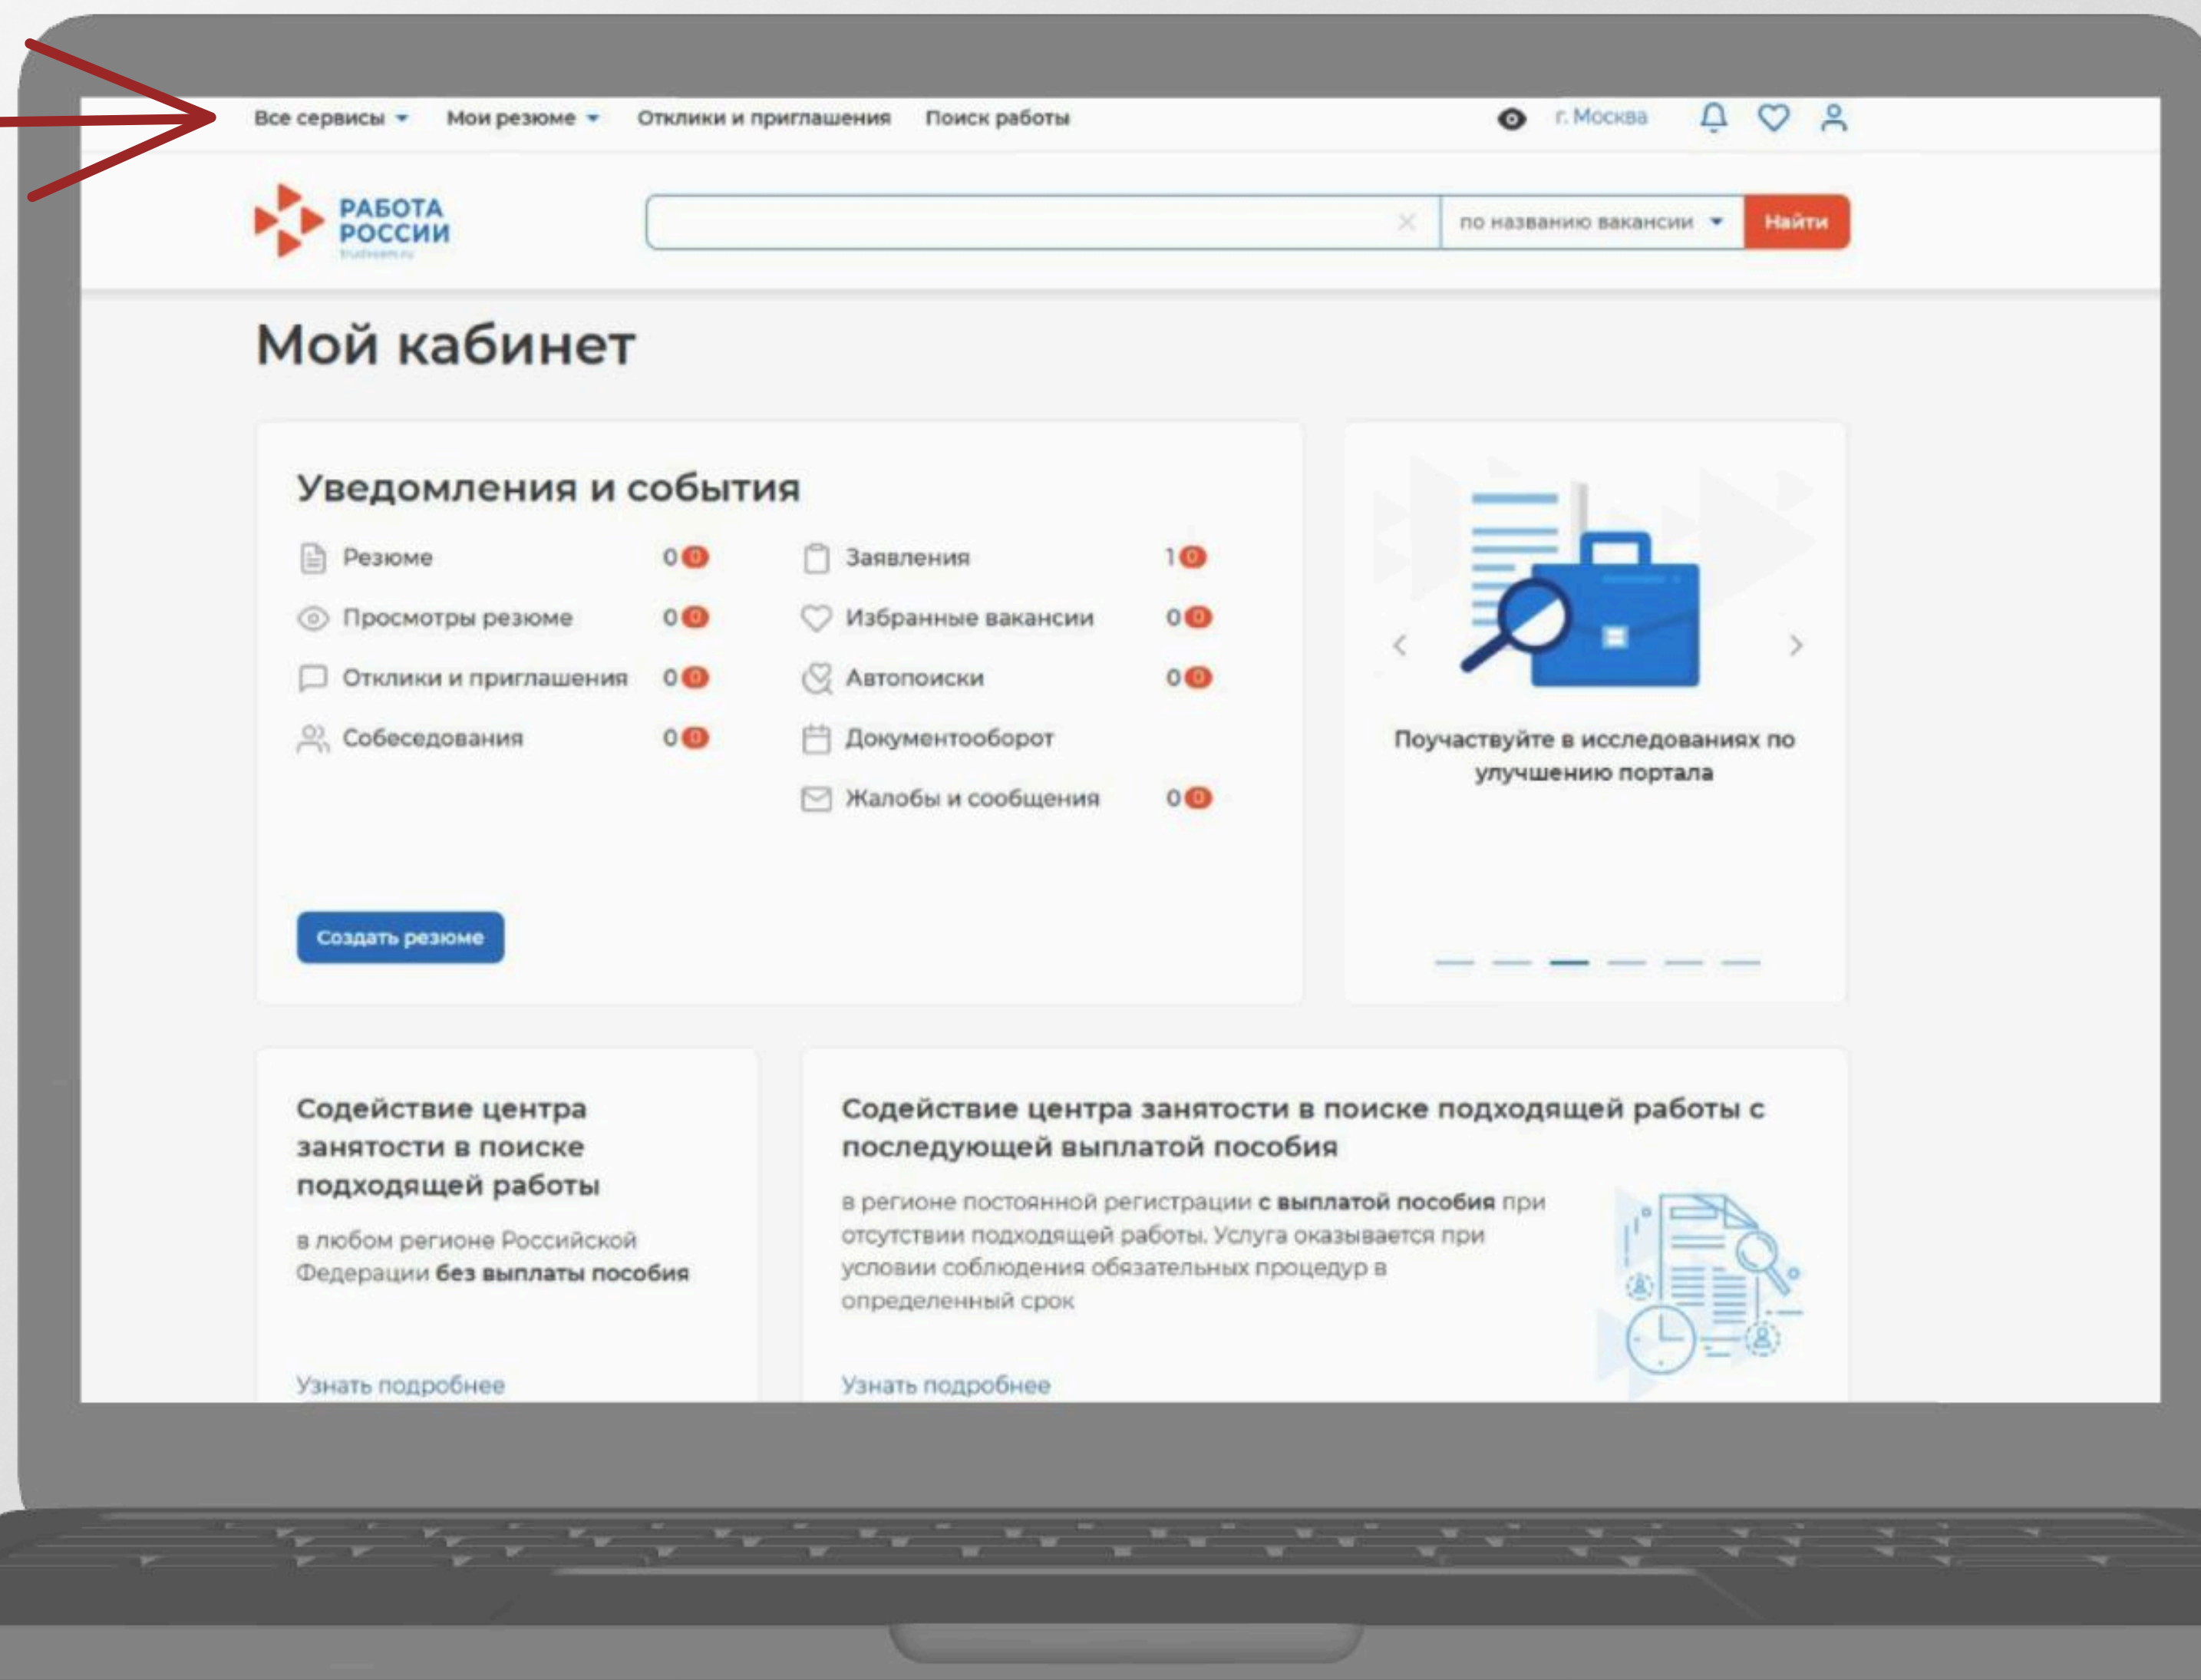 Все сервисы Мои резюме Отклики и приглашения Поиск работы г. Москва
РАБОТА
РОССИИ
trudvsem.ru
по названию вакансии Найти
Мой кабинет
Уведомления и события
Резюме 0 0 Заявления 1 0
Просмотры резюме 0 0 Избранные вакансии 0 0
Отклики и приглашения 0 0 Автопоиски 0 0
Собеседования 0 0 Документооборот
Жалобы и сообщения 0 0
Создать резюме
Поучаствуйте в исследованиях по
улучшению портала
Содействие центра
занятости в поиске
подходящей работы
в любом регионе Российской
Федерации без выплаты пособия
Узнать подробнее
Содействие центра занятости в поиске подходящей работы с
последующей выплатой пособия
в регионе постоянной регистрации с выплатой пособия при
отсутствии подходящей работы. Услуга оказывается при
условии соблюдения обязательных процедур в
определенный срок
Узнать подробнее